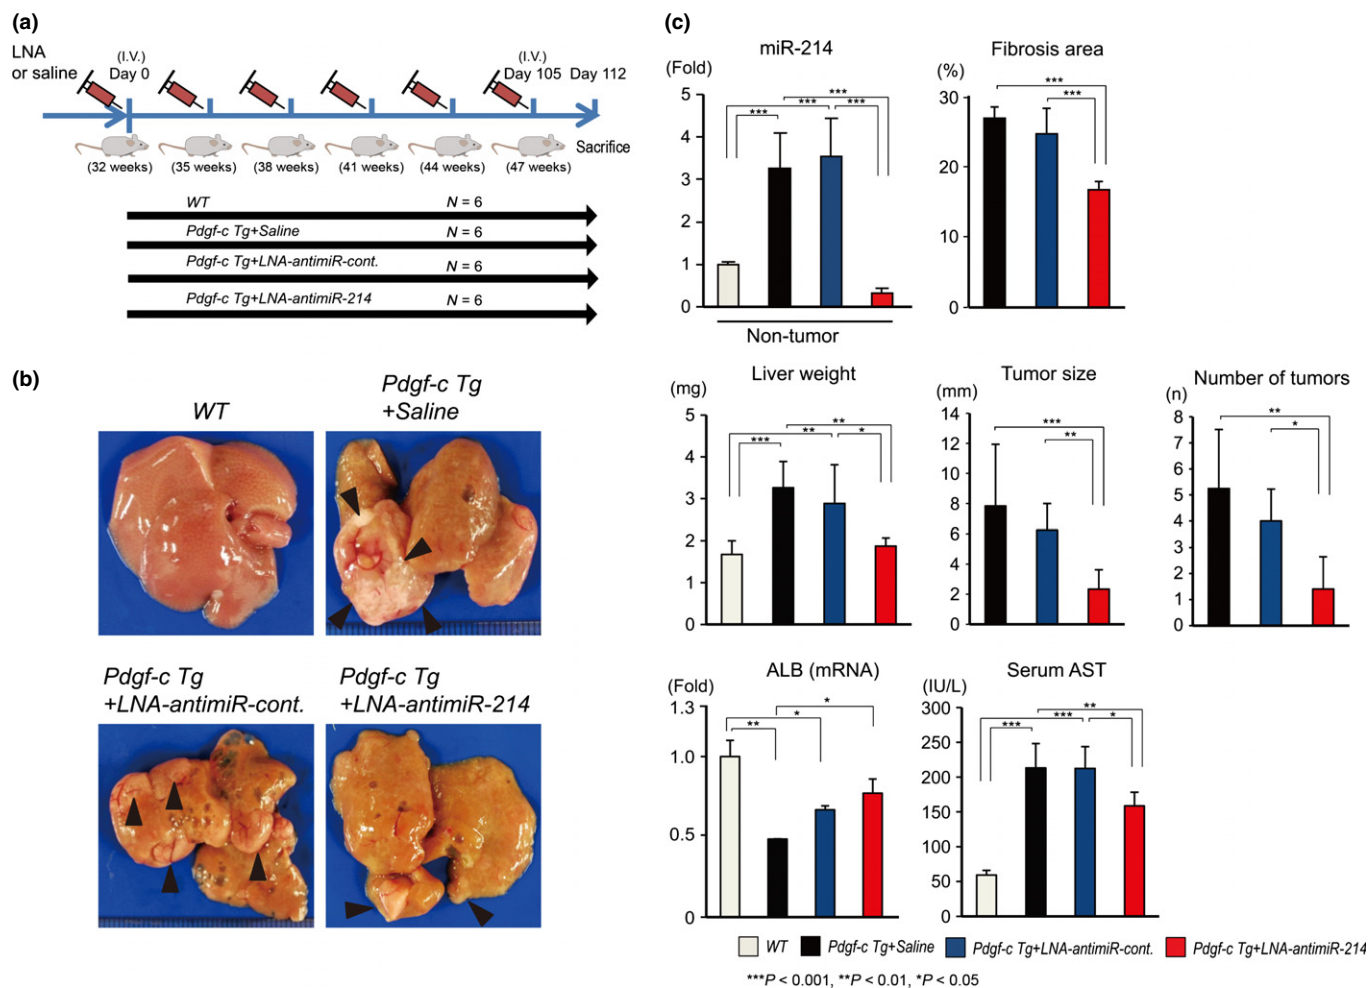 (a)
LNA
or saline
(I.V.)
Day 0
(I.V.)
Day 105
Day 112
Sacrifice
(32 weeks)
(35 weeks)
(38 weeks)
(41 weeks)
(44 weeks)
(47 weeks)
WT N = 6
Pdgf-c Tg+Saline N = 6
Pdgf-c Tg+LNA-antimiR-cont. N = 6
Pdgf-c Tg+LNA-antimiR-214 N = 6
(b)
WT
Pdgf-c Tg
+Saline
Pdgf-c Tg
+LNA-antimiR-cont.
Pdgf-c Tg
+LNA-antimiR-214
(c)
miR-214
(Fold)
5
4
3
2
1
0
***
***
***
***
Non-tumor
Fibrosis area
(%)
30
20
10
0
***
***
Liver weight
(mg)
5
4
3
2
1
0
**
**
*
***
Tumor size
(mm)
14
12
10
8
6
4
2
0
***
**
Number of tumors
(n)
8
7
6
5
4
3
2
1
0
**
*
ALB (mRNA)
(Fold)
1.3
1.0
0.5
0
*
*
**
Serum AST
(IU/L)
300
250
200
150
100
50
0
**
***
*
***
WT
Pdgf-c Tg+Saline
Pdgf-c Tg+LNA-antimiR-cont.
Pdgf-c Tg+LNA-antimiR-214
***P < 0.001, **P < 0.01, *P < 0.05